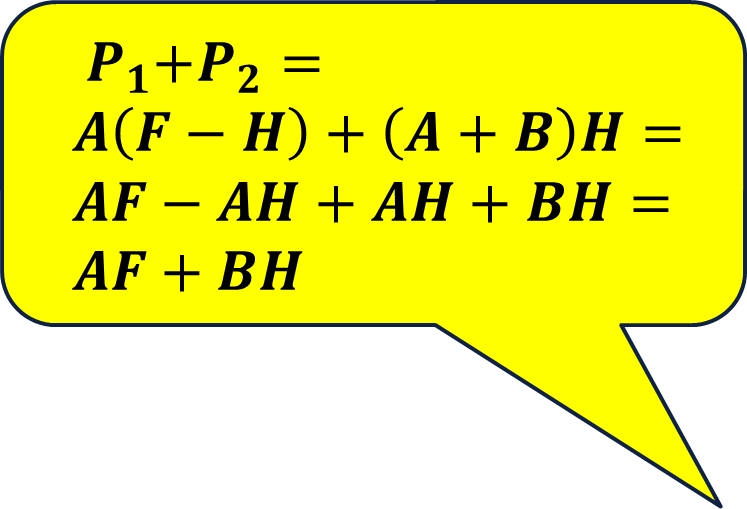 P₁+P₂ =
A(F − H) + (A + B)H =
AF − AH + AH + BH =
AF + BH